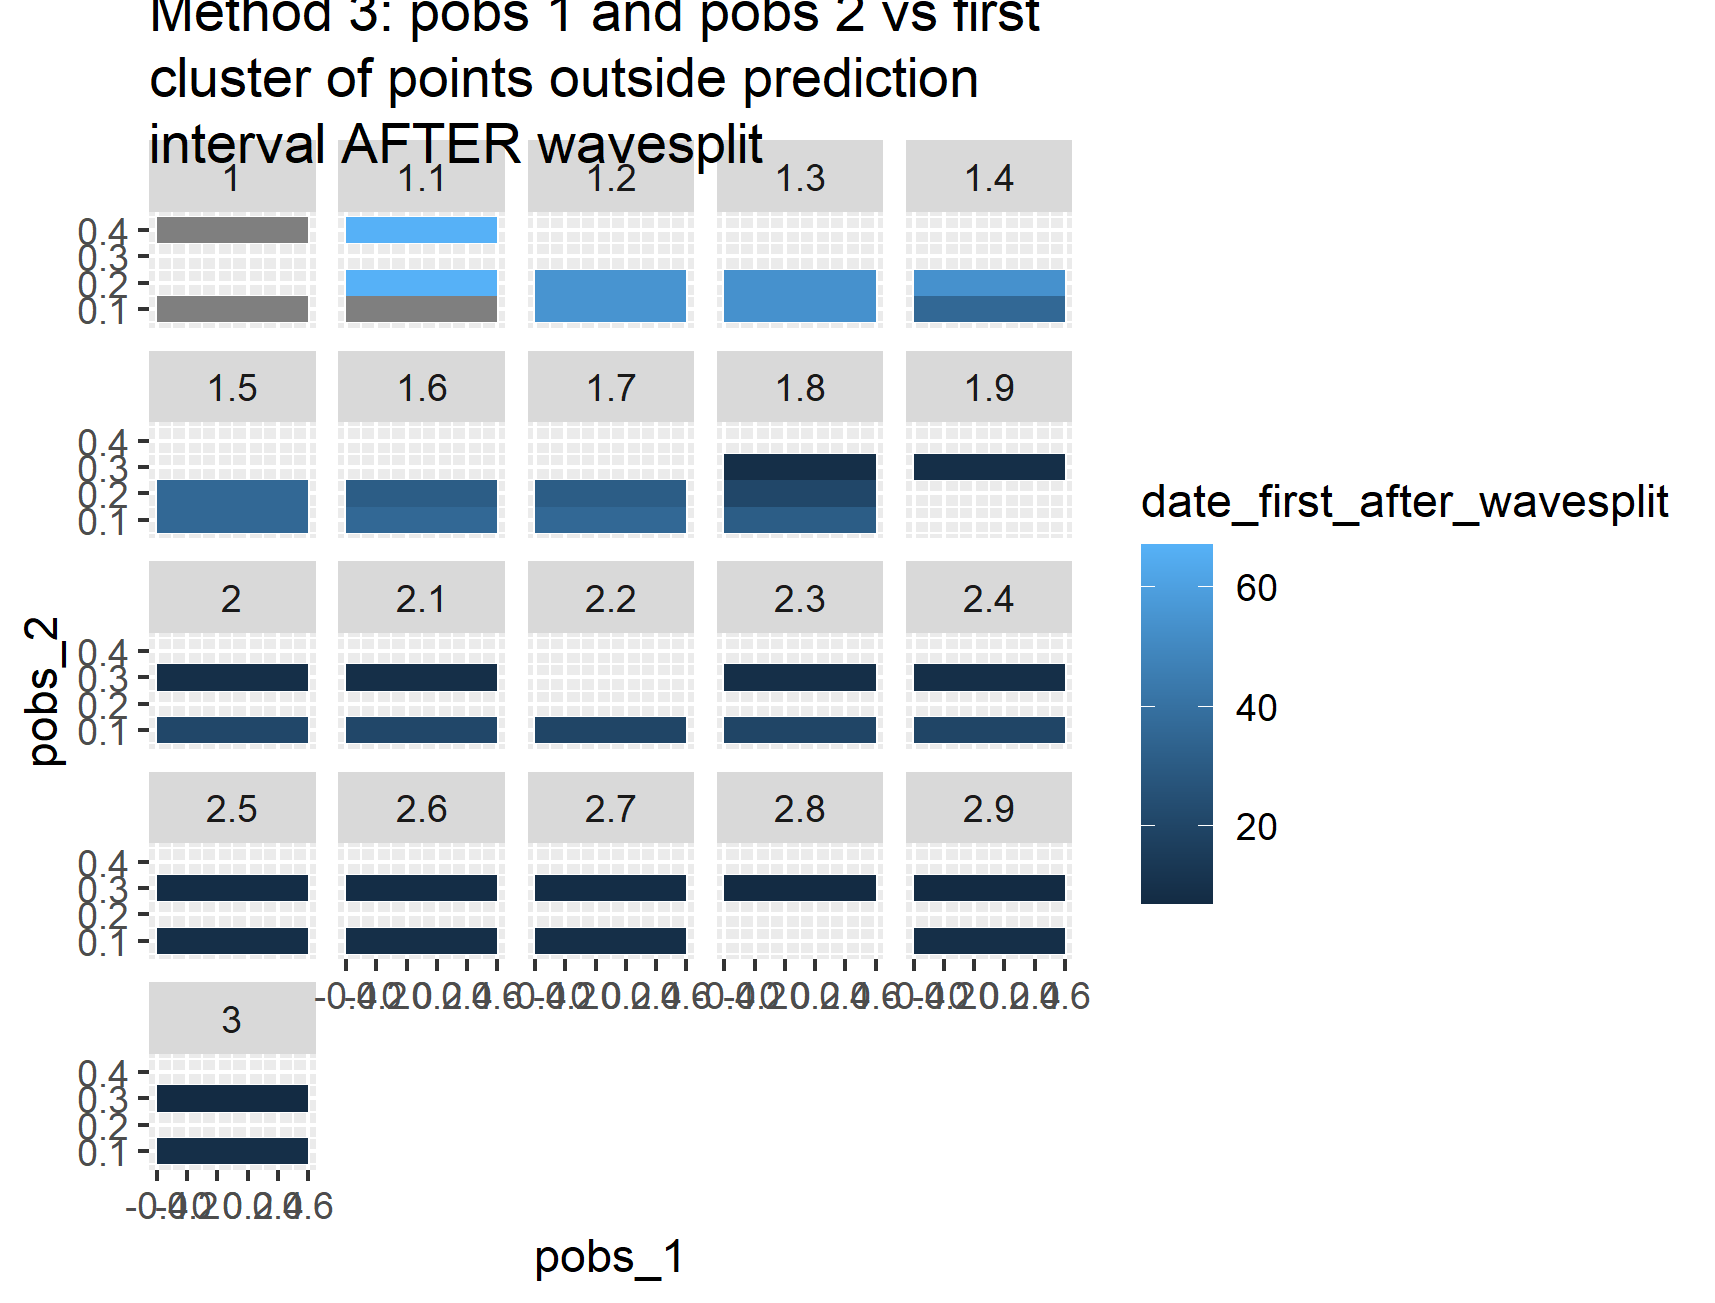 Method 3: pobs 1 and pobs 2 vs first
cluster of points outside prediction
interval AFTER wavesplit
1 1.1 1.2 1.3 1.4
0.4
0.3
0.2
0.1
1.5 1.6 1.7 1.8 1.9
0.4
0.3
0.2
0.1
2 2.1 2.2 2.3 2.4
0.4
0.3
0.2
0.1
2.5 2.6 2.7 2.8 2.9
0.4
0.3
0.2
0.1
3
0.4
0.3
0.2
0.1
pobs_2
pobs_1
date_first_after_wavesplit
60
40
20